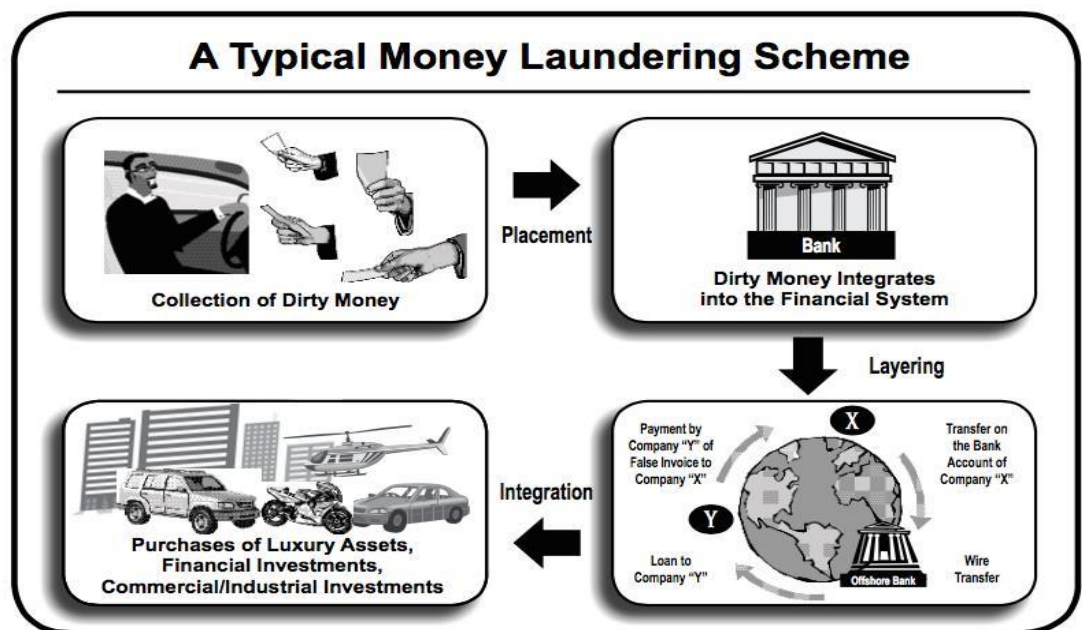 A Typical Money Laundering Scheme
Collection of Dirty Money
Placement
Bank
Dirty Money Integrates
into the Financial System
Layering
Payment by
Company "Y" of
False Invoice to
Company "X"
X
Transfer on
the Bank
Account of
Company "X"
Y
Loan to
Company "Y"
Offshore Bank
Wire
Transfer
Integration
Purchases of Luxury Assets,
Financial Investments,
Commercial/Industrial Investments